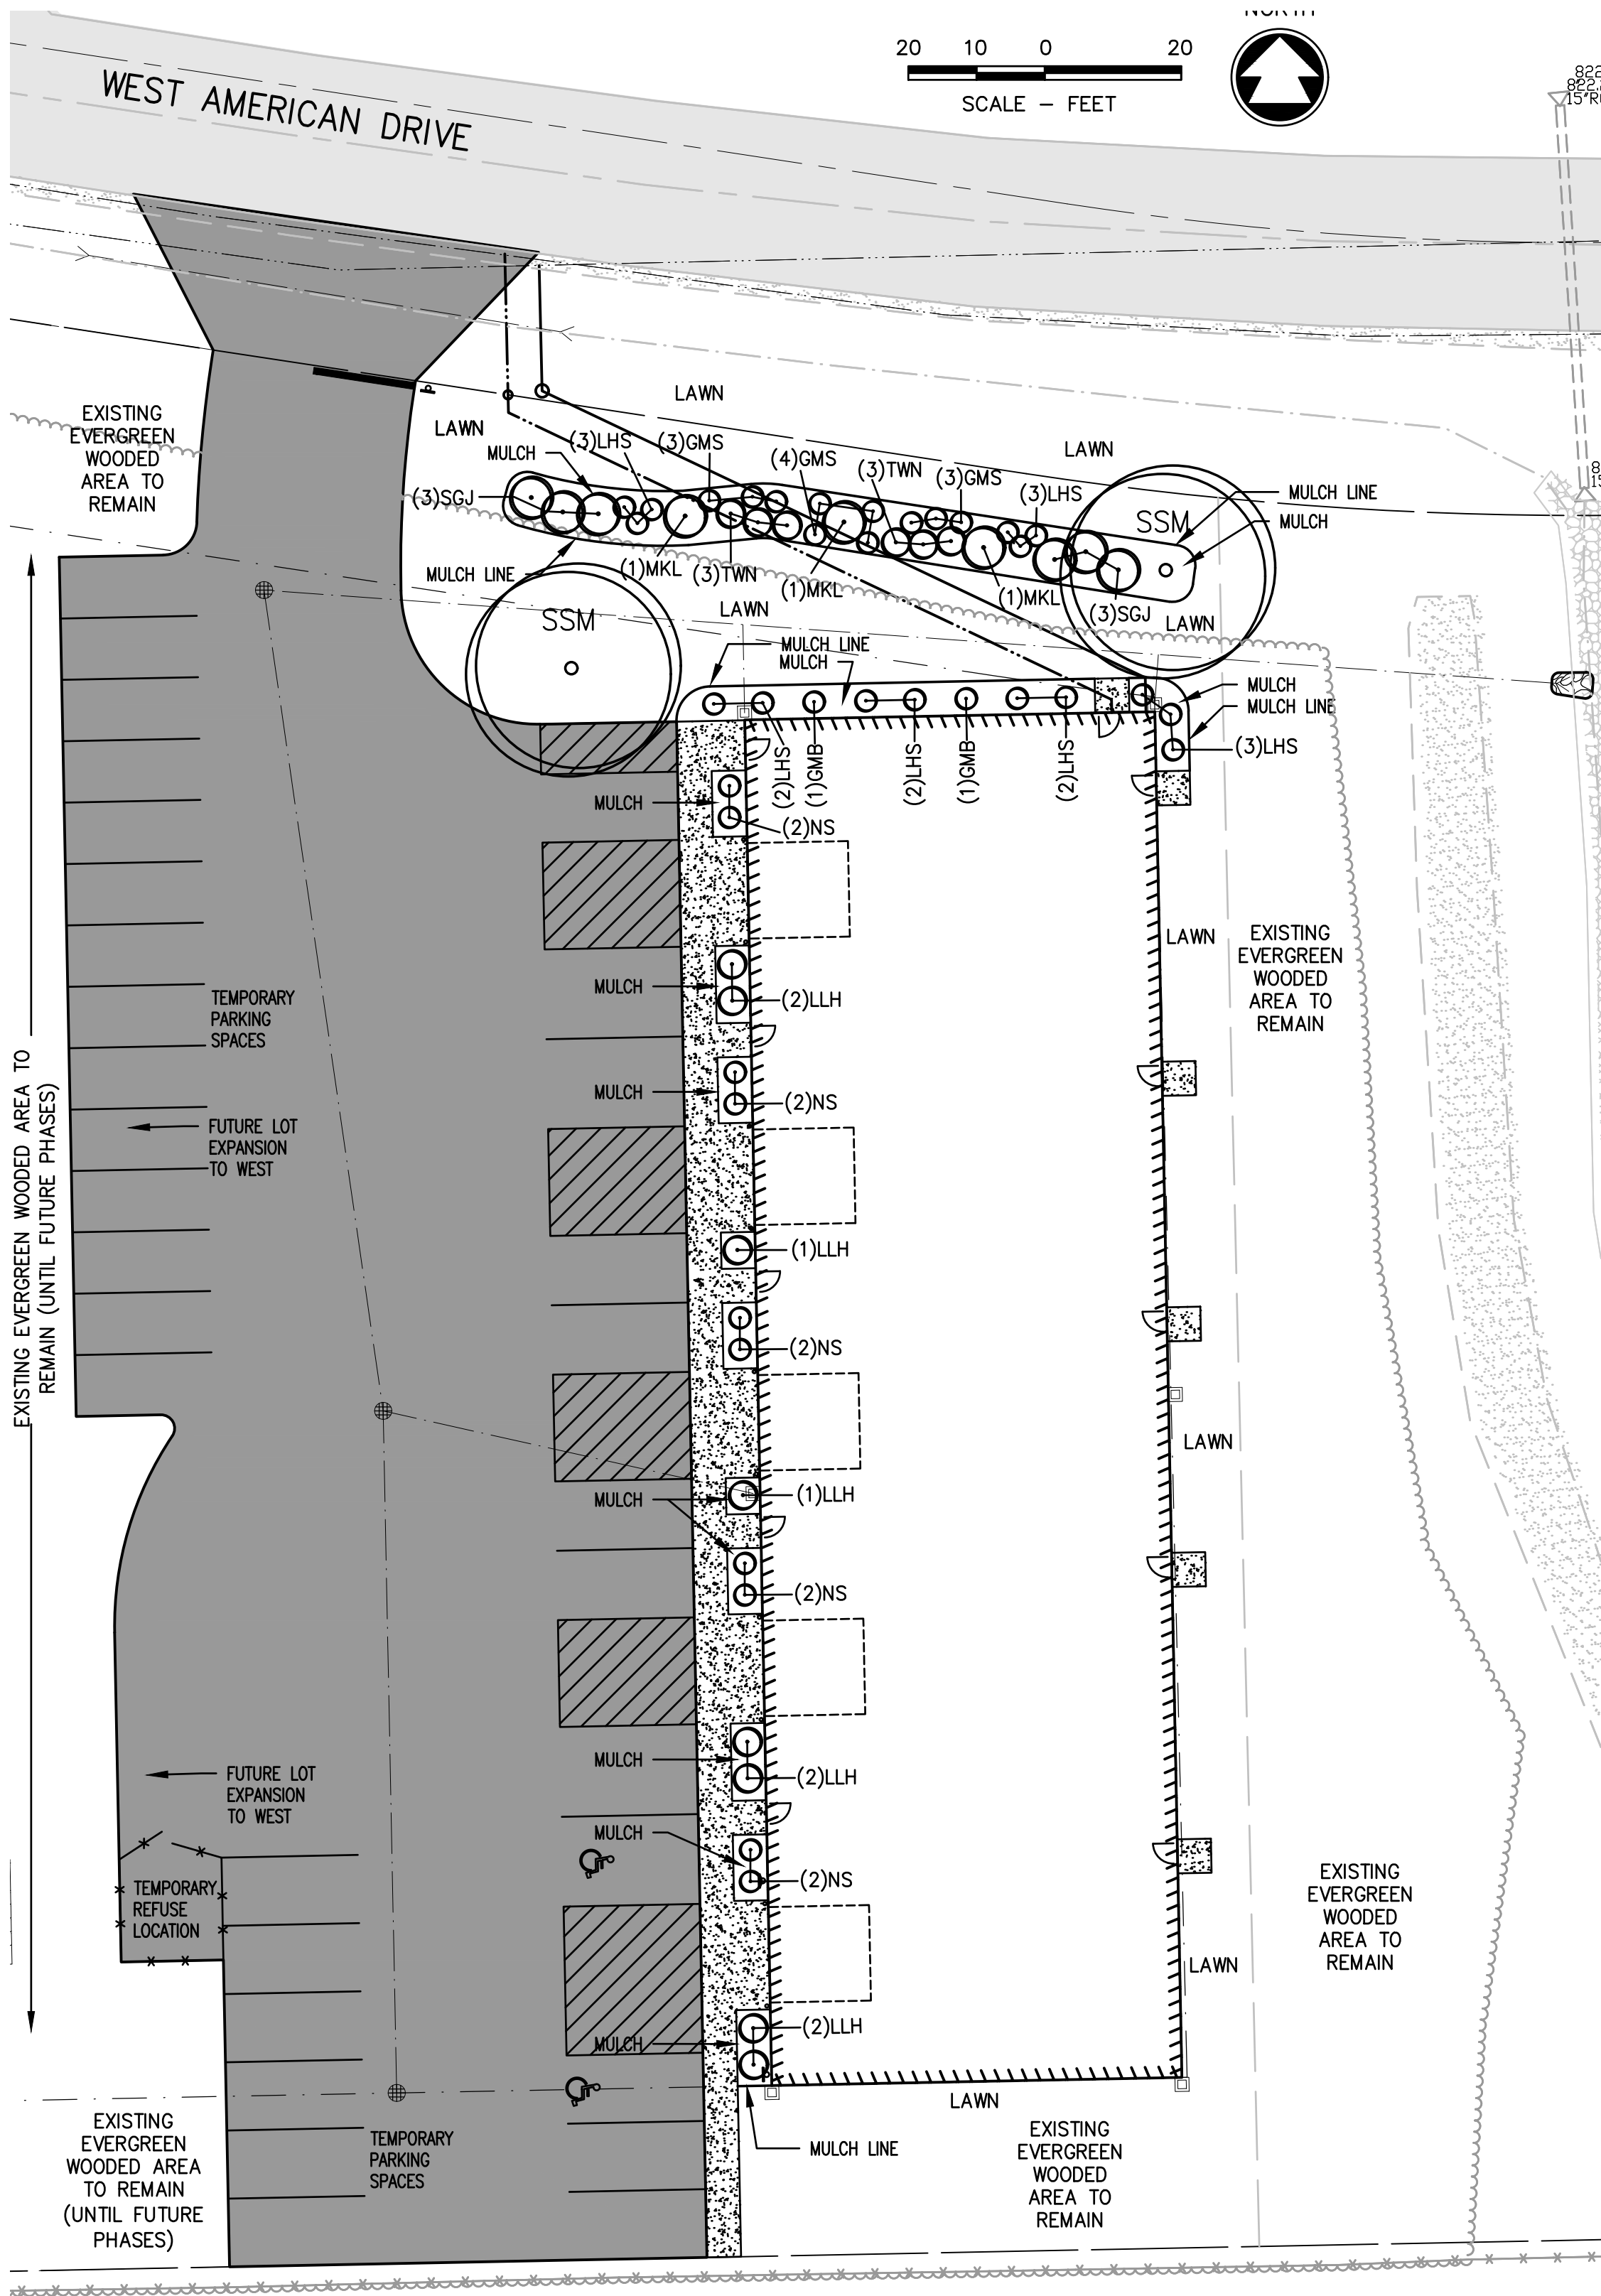 NORTH
20 10 0 20
SCALE - FEET
WEST AMERICAN DRIVE
LAWN
LAWN
LAWN
EXISTING
EVERGREEN
WOODED
AREA TO
REMAIN
MULCH
(3)LHS
(3)GMS
(4)GMS
(3)TWN
(3)GMS
(3)LHS
MULCH LINE
MULCH
SSM
(3)SGJ
MULCH LINE
(1)MKL
(3)TWN
(1)MKL
(1)MKL
(3)SGJ
LAWN
LAWN
SSM
MULCH LINE
MULCH
MULCH
MULCH LINE
(3)LHS
(2)LHS
(1)GMB
(2)LHS
(1)GMB
(2)LHS
MULCH
(2)NS
LAWN
EXISTING
EVERGREEN
WOODED
AREA TO
REMAIN
MULCH
(2)LLH
TEMPORARY
PARKING
SPACES
MULCH
(2)NS
FUTURE LOT
EXPANSION
TO WEST
EXISTING EVERGREEN WOODED AREA TO
REMAIN (UNTIL FUTURE PHASES)
(1)LLH
(2)NS
LAWN
MULCH
(1)LLH
(2)NS
MULCH
(2)LLH
FUTURE LOT
EXPANSION
TO WEST
MULCH
(2)NS
TEMPORARY
REFUSE
LOCATION
EXISTING
EVERGREEN
WOODED
AREA TO
REMAIN
LAWN
MULCH
(2)LLH
LAWN
MULCH LINE
EXISTING
EVERGREEN
WOODED AREA
TO REMAIN
(UNTIL FUTURE
PHASES)
TEMPORARY
PARKING
SPACES
EXISTING
EVERGREEN
WOODED
AREA TO
REMAIN